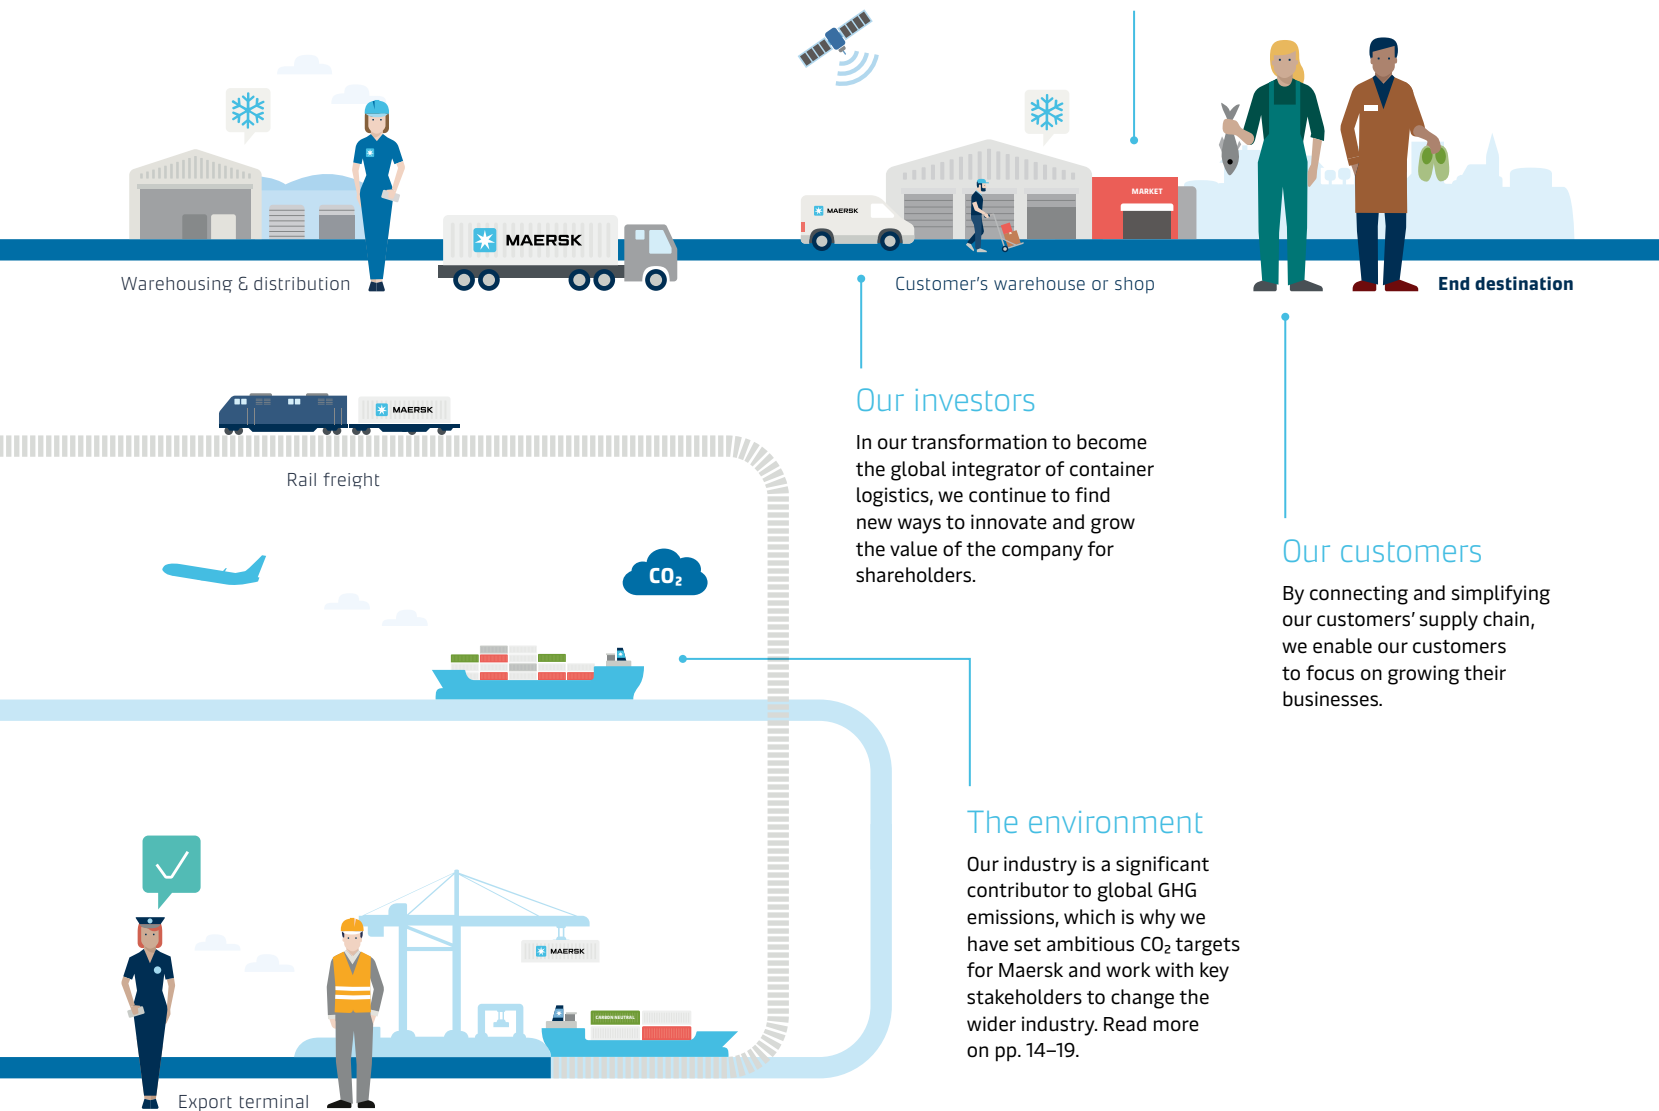 MARKET
MAERSK
MAERSK
Warehousing & distribution
Customer's warehouse or shop
End destination
MAERSK
Rail freight
Our investors
In our transformation to become
the global integrator of container
logistics, we continue to find
new ways to innovate and grow
the value of the company for
shareholders.
CO₂
Our customers
By connecting and simplifying
our customers' supply chain,
we enable our customers
to focus on growing their
businesses.
The environment
Our industry is a significant
contributor to global GHG
emissions, which is why we
have set ambitious CO₂ targets
for Maersk and work with key
stakeholders to change the
wider industry. Read more
on pp. 14–19.
MAERSK
CARBON NEUTRAL
Export terminal